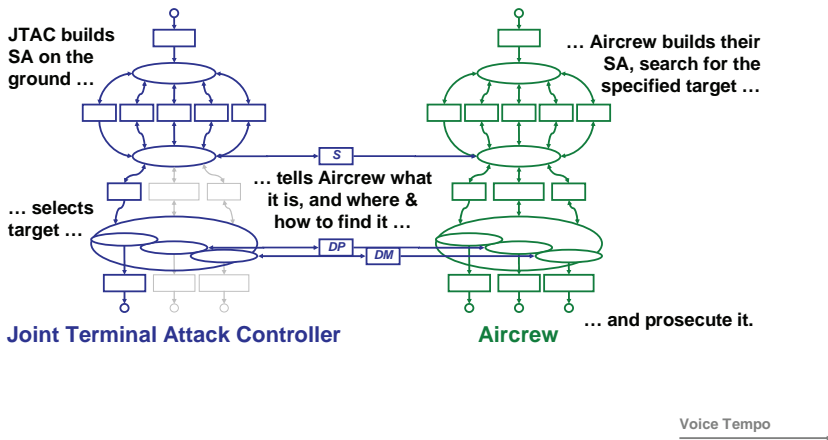 JTAC builds
SA on the
ground …
… Aircrew builds their
SA, search for the
specified target …
S
… tells Aircrew what
it is, and where &
how to find it …
… selects
target …
DP
DM
… and prosecute it.
Joint Terminal Attack Controller
Aircrew
Voice Tempo